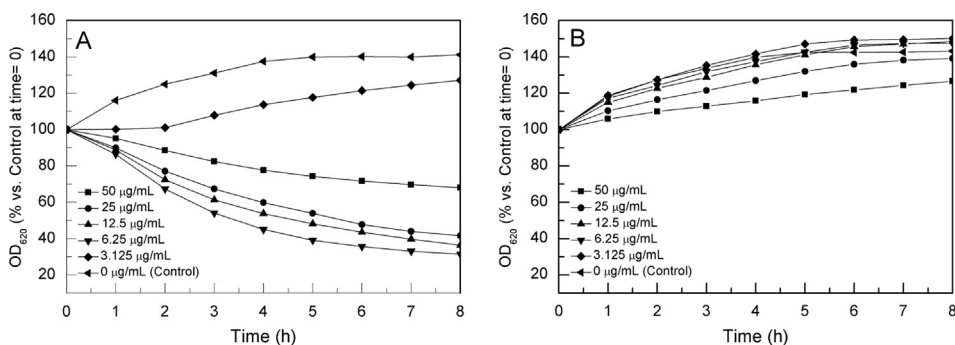 A
OD620 (% vs. Control at time= 0)
160
140
120
100
80
60
40
20
50 µg/mL
25 µg/mL
12.5 µg/mL
6.25 µg/mL
3.125 µg/mL
0 µg/mL (Control)
0 1 2 3 4 5 6 7 8
Time (h)
B
OD620 (% vs. Control at time= 0)
160
140
120
100
80
60
40
20
50 µg/mL
25 µg/mL
12.5 µg/mL
6.25 µg/mL
3.125 µg/mL
0 µg/mL (Control)
0 1 2 3 4 5 6 7 8
Time (h)